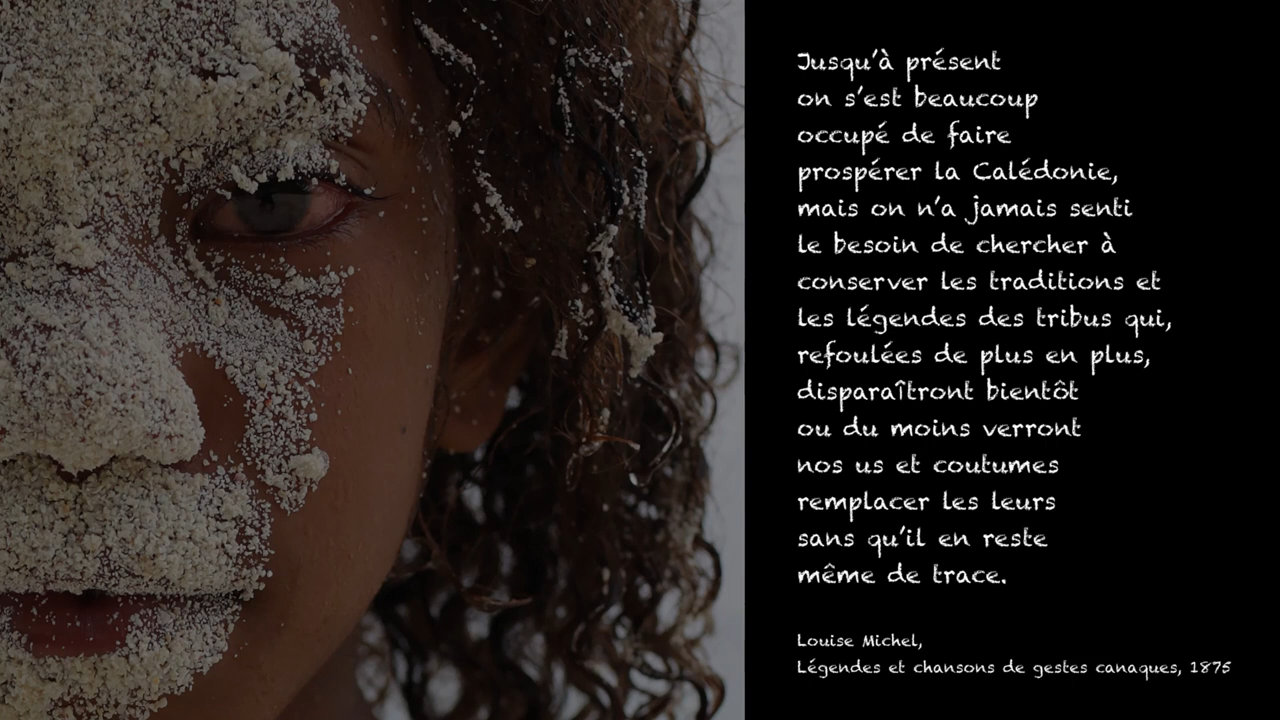 Jusqu'à présent
on s'est beaucoup
occupé de faire
prospérer la Calédonie,
mais on n'a jamais senti
le besoin de chercher à
conserver les traditions et
les légendes des tribus qui,
refoulées de plus en plus,
disparaîtront bientôt
ou du moins verront
nos us et coutumes
remplacer les leurs
sans qu'il en reste
même de trace.
Louise Michel,
Légendes et chansons de gestes canaques, 1875